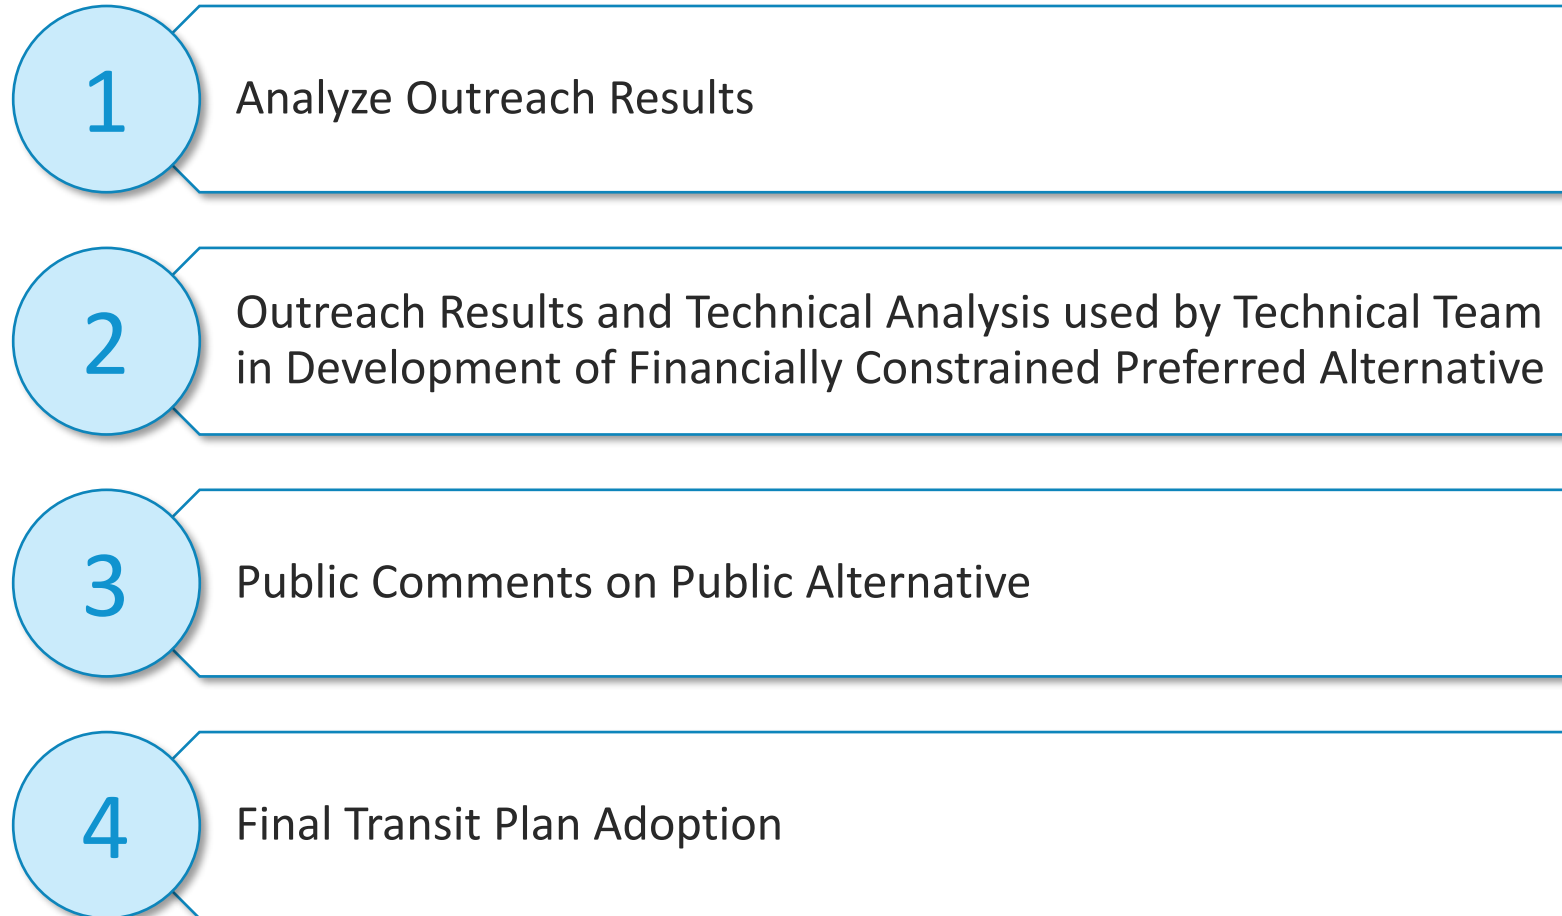 1
Analyze Outreach Results
2
Outreach Results and Technical Analysis used by Technical Team
in Development of Financially Constrained Preferred Alternative
3
Public Comments on Public Alternative
4
Final Transit Plan Adoption